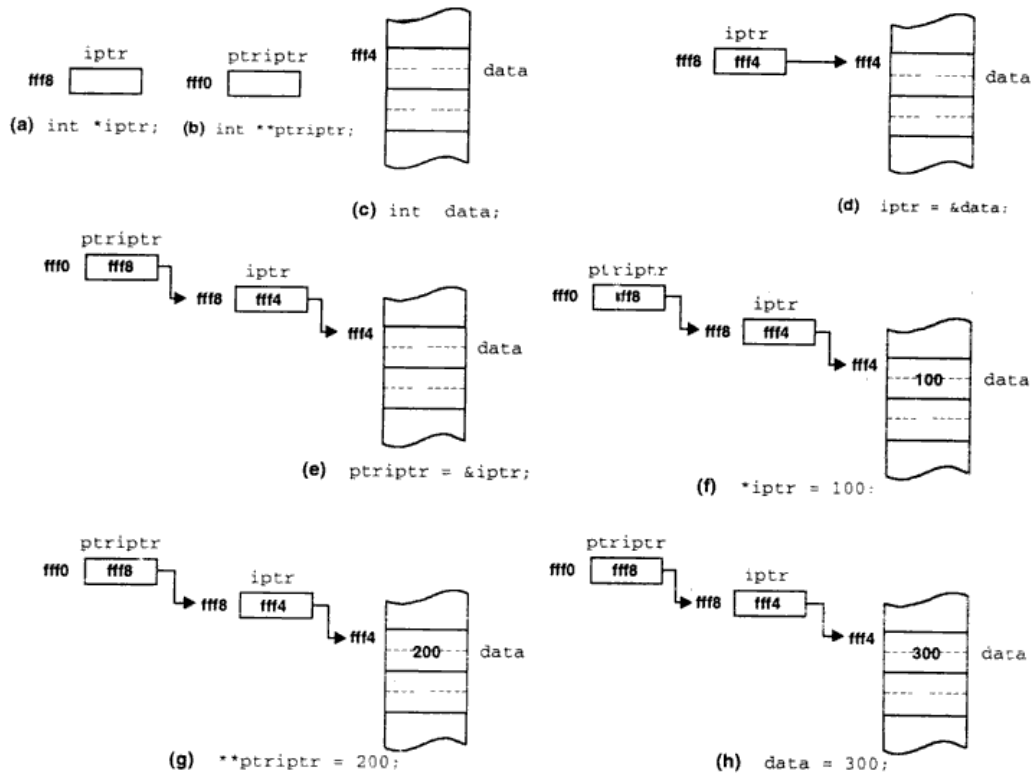 iptr
fff8
(a) int *iptr;
ptriptr
fff0
(b) int **ptriptr;
fff4
data
(c) int data;
iptr
fff8 fff4 fff4
data
(d) iptr = &data;
ptriptr
fff0 fff8
iptr
fff8 fff4
fff4
data
(e) ptriptr = &iptr;
ptriptr
fff0 fff8
iptr
fff8 fff4
fff4
100 data
(f) *iptr = 100;
ptriptr
fff0 fff8
iptr
fff8 fff4
fff4
200 data
(g) **ptriptr = 200;
ptriptr
fff0 fff8
iptr
fff8 fff4
fff4
300 data
(h) data = 300;